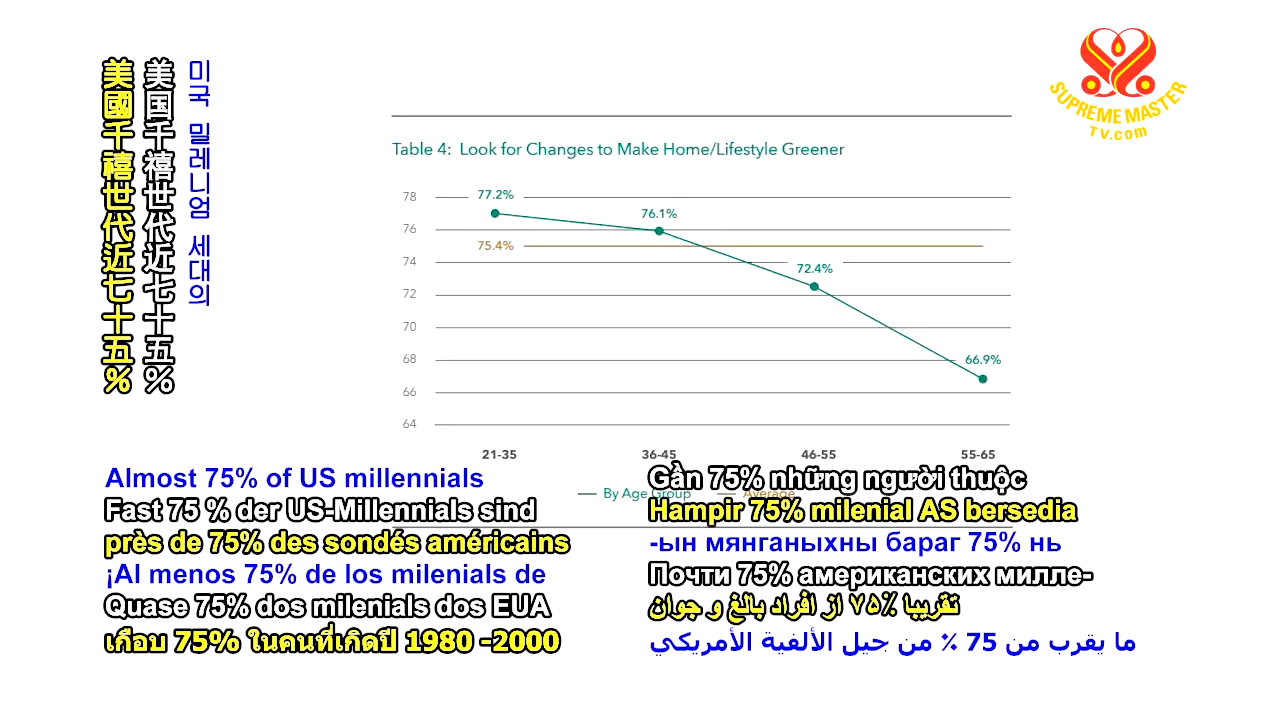 美國千禧世代近七十五%
美国千禧世代近七十五%
미국 밀레니엄 세대의
SUPREME MASTER
TV.com
Table 4: Look for Changes to Make Home/Lifestyle Greener
78
77.2%
76.1%
76
75.4%
74
72.4%
72
70
68
66.9%
66
64
21-35 36-45 46-55 55-65
By Age Group Average
Almost 75% of US millennials
Fast 75 % der US-Millennials sind
près de 75% des sondés américains
¡Al menos 75% de los milenials de
Quase 75% dos milenials dos EUA
เกือบ 75% ในคนที่เกิดปี 1980 -2000
Gần 75% những người thuộc
Hampir 75% milenial AS bersedia
-ын мянганыхны бараг 75% нь
Почти 75% американских милле-
تقریبا ۷۵٪ از افراد بالغ و جوان
ما يقرب من 75 ٪ من جيل الألفية الأمريكي